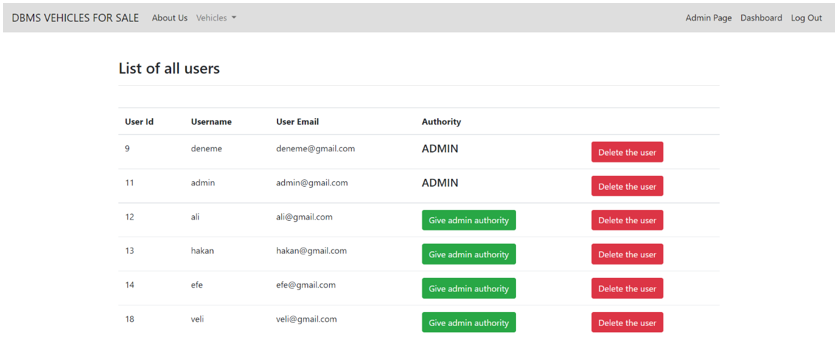 DBMS VEHICLES FOR SALE About Us Vehicles Admin Page Dashboard Log Out
List of all users
User Id Username User Email Authority
9 deneme deneme@gmail.com ADMIN Delete the user
11 admin admin@gmail.com ADMIN Delete the user
12 ali ali@gmail.com Give admin authority Delete the user
13 hakan hakan@gmail.com Give admin authority Delete the user
14 efe efe@gmail.com Give admin authority Delete the user
18 veli veli@gmail.com Give admin authority Delete the user